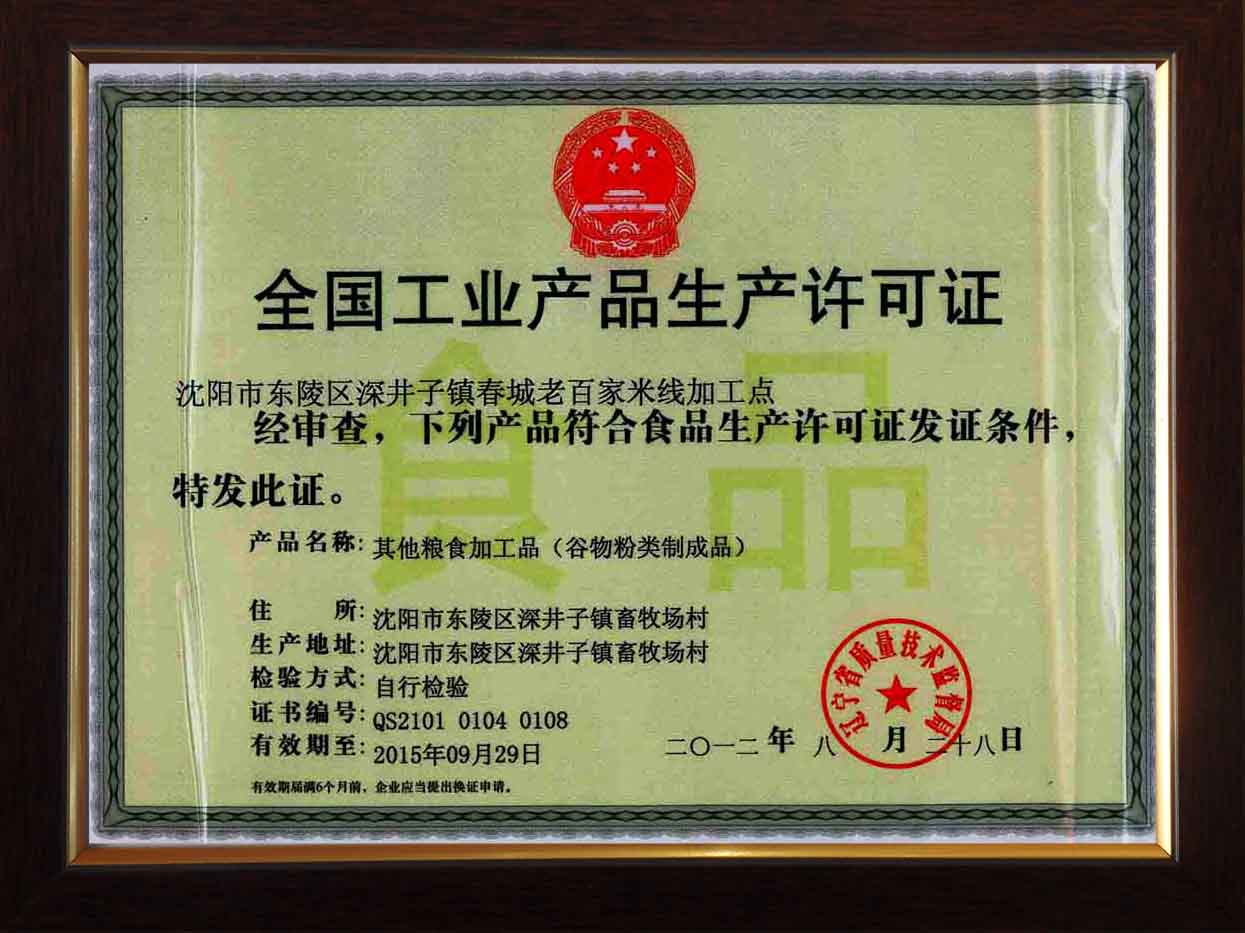 全国工业产品生产许可证
食品
沈阳市东陵区深井子镇春城老百家米线加工点
经审查，下列产品符合食品生产许可证发证条件，
特发此证。
产品名称：其他粮食加工品（谷物粉类制成品）
住 所：沈阳市东陵区深井子镇畜牧场村
生产地址：沈阳市东陵区深井子镇畜牧场村
检验方式：自行检验
证书编号：QS2101 0104 0108
有效期至：2015年09月29日
辽宁省质量技术监督局
二〇一二年 八 月 二十八日
有效期届满6个月前，企业应当提出换证申请。